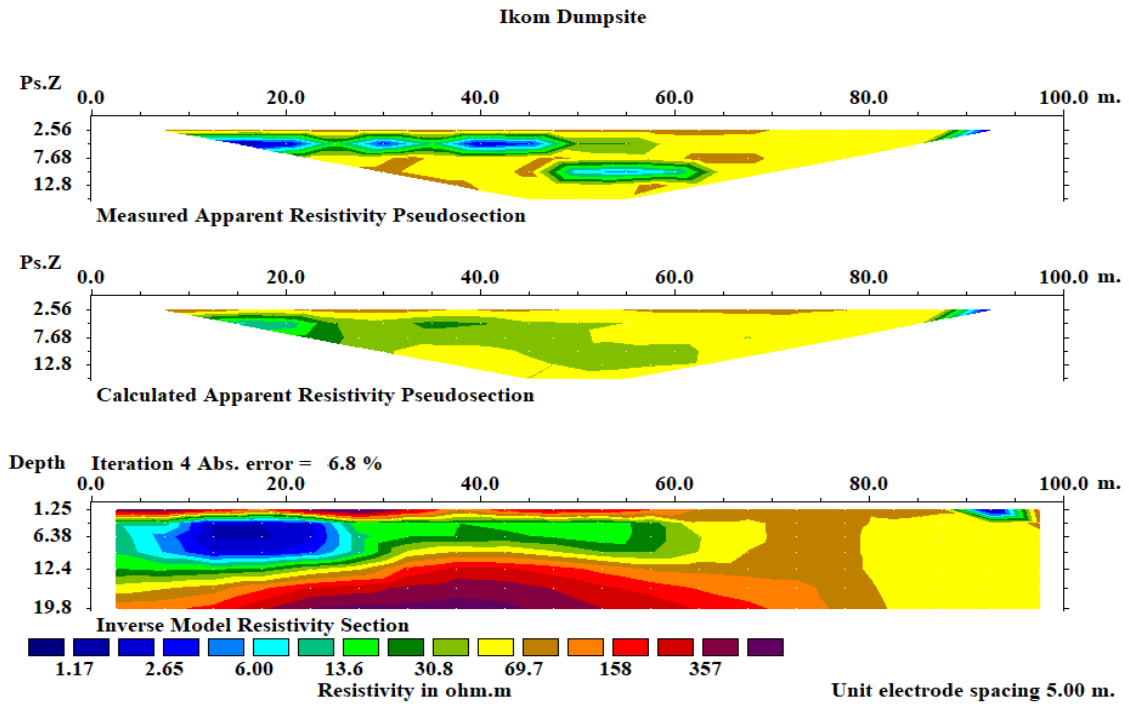 Ikom Dumpsite
Ps.Z
0.0 20.0 40.0 60.0 80.0 100.0 m.
2.56
7.68
12.8
Measured Apparent Resistivity Pseudosection
Ps.Z
0.0 20.0 40.0 60.0 80.0 100.0 m.
2.56
7.68
12.8
Calculated Apparent Resistivity Pseudosection
Depth Iteration 4 Abs. error = 6.8 %
0.0 20.0 40.0 60.0 80.0 100.0 m.
1.25
6.38
12.4
19.8
Inverse Model Resistivity Section
1.17 2.65 6.00 13.6 30.8 69.7 158 357
Resistivity in ohm.m Unit electrode spacing 5.00 m.